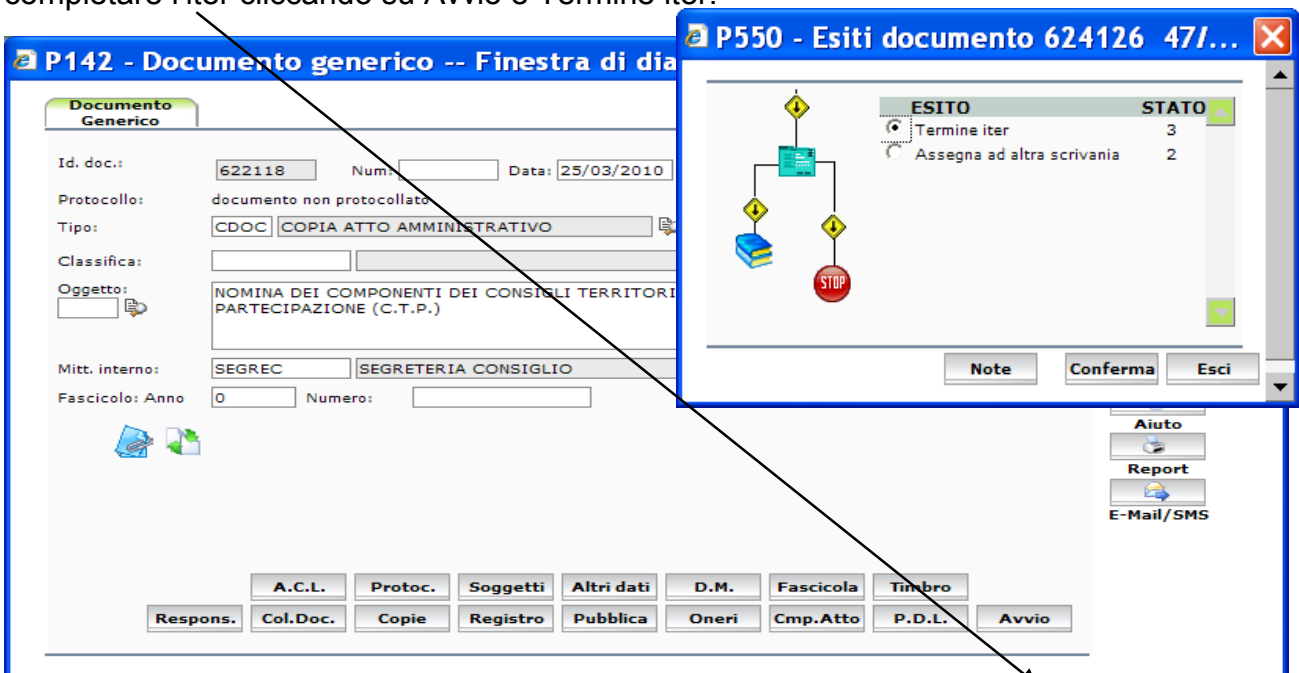 completare l'iter cliccando su Avvio e Termine iter.
P142 - Documento generico -- Finestra di dia
Documento
Generico
Id. doc.: 622118 Num: Data: 25/03/2010
Protocollo: documento non protocollato
Tipo: CDOC COPIA ATTO AMMINISTRATIVO
Classifica:
Oggetto: NOMINA DEI COMPONENTI DEI CONSIGLI TERRITORI
PARTECIPAZIONE (C.T.P.)
Mitt. interno: SEGREC SEGRETERIA CONSIGLIO
Fascicolo: Anno 0 Numero:
P550 - Esiti documento 624126 47/...
ESITO STATO
Termine iter 3
Assegna ad altra scrivania 2
STOP
Note Conferma Esci
Aiuto
Report
E-Mail/SMS
A.C.L. Protoc. Soggetti Altri dati D.M. Fascicola Timbro
Respons. Col.Doc. Copie Registro Pubblica Oneri Cmp.Atto P.D.L. Avvio